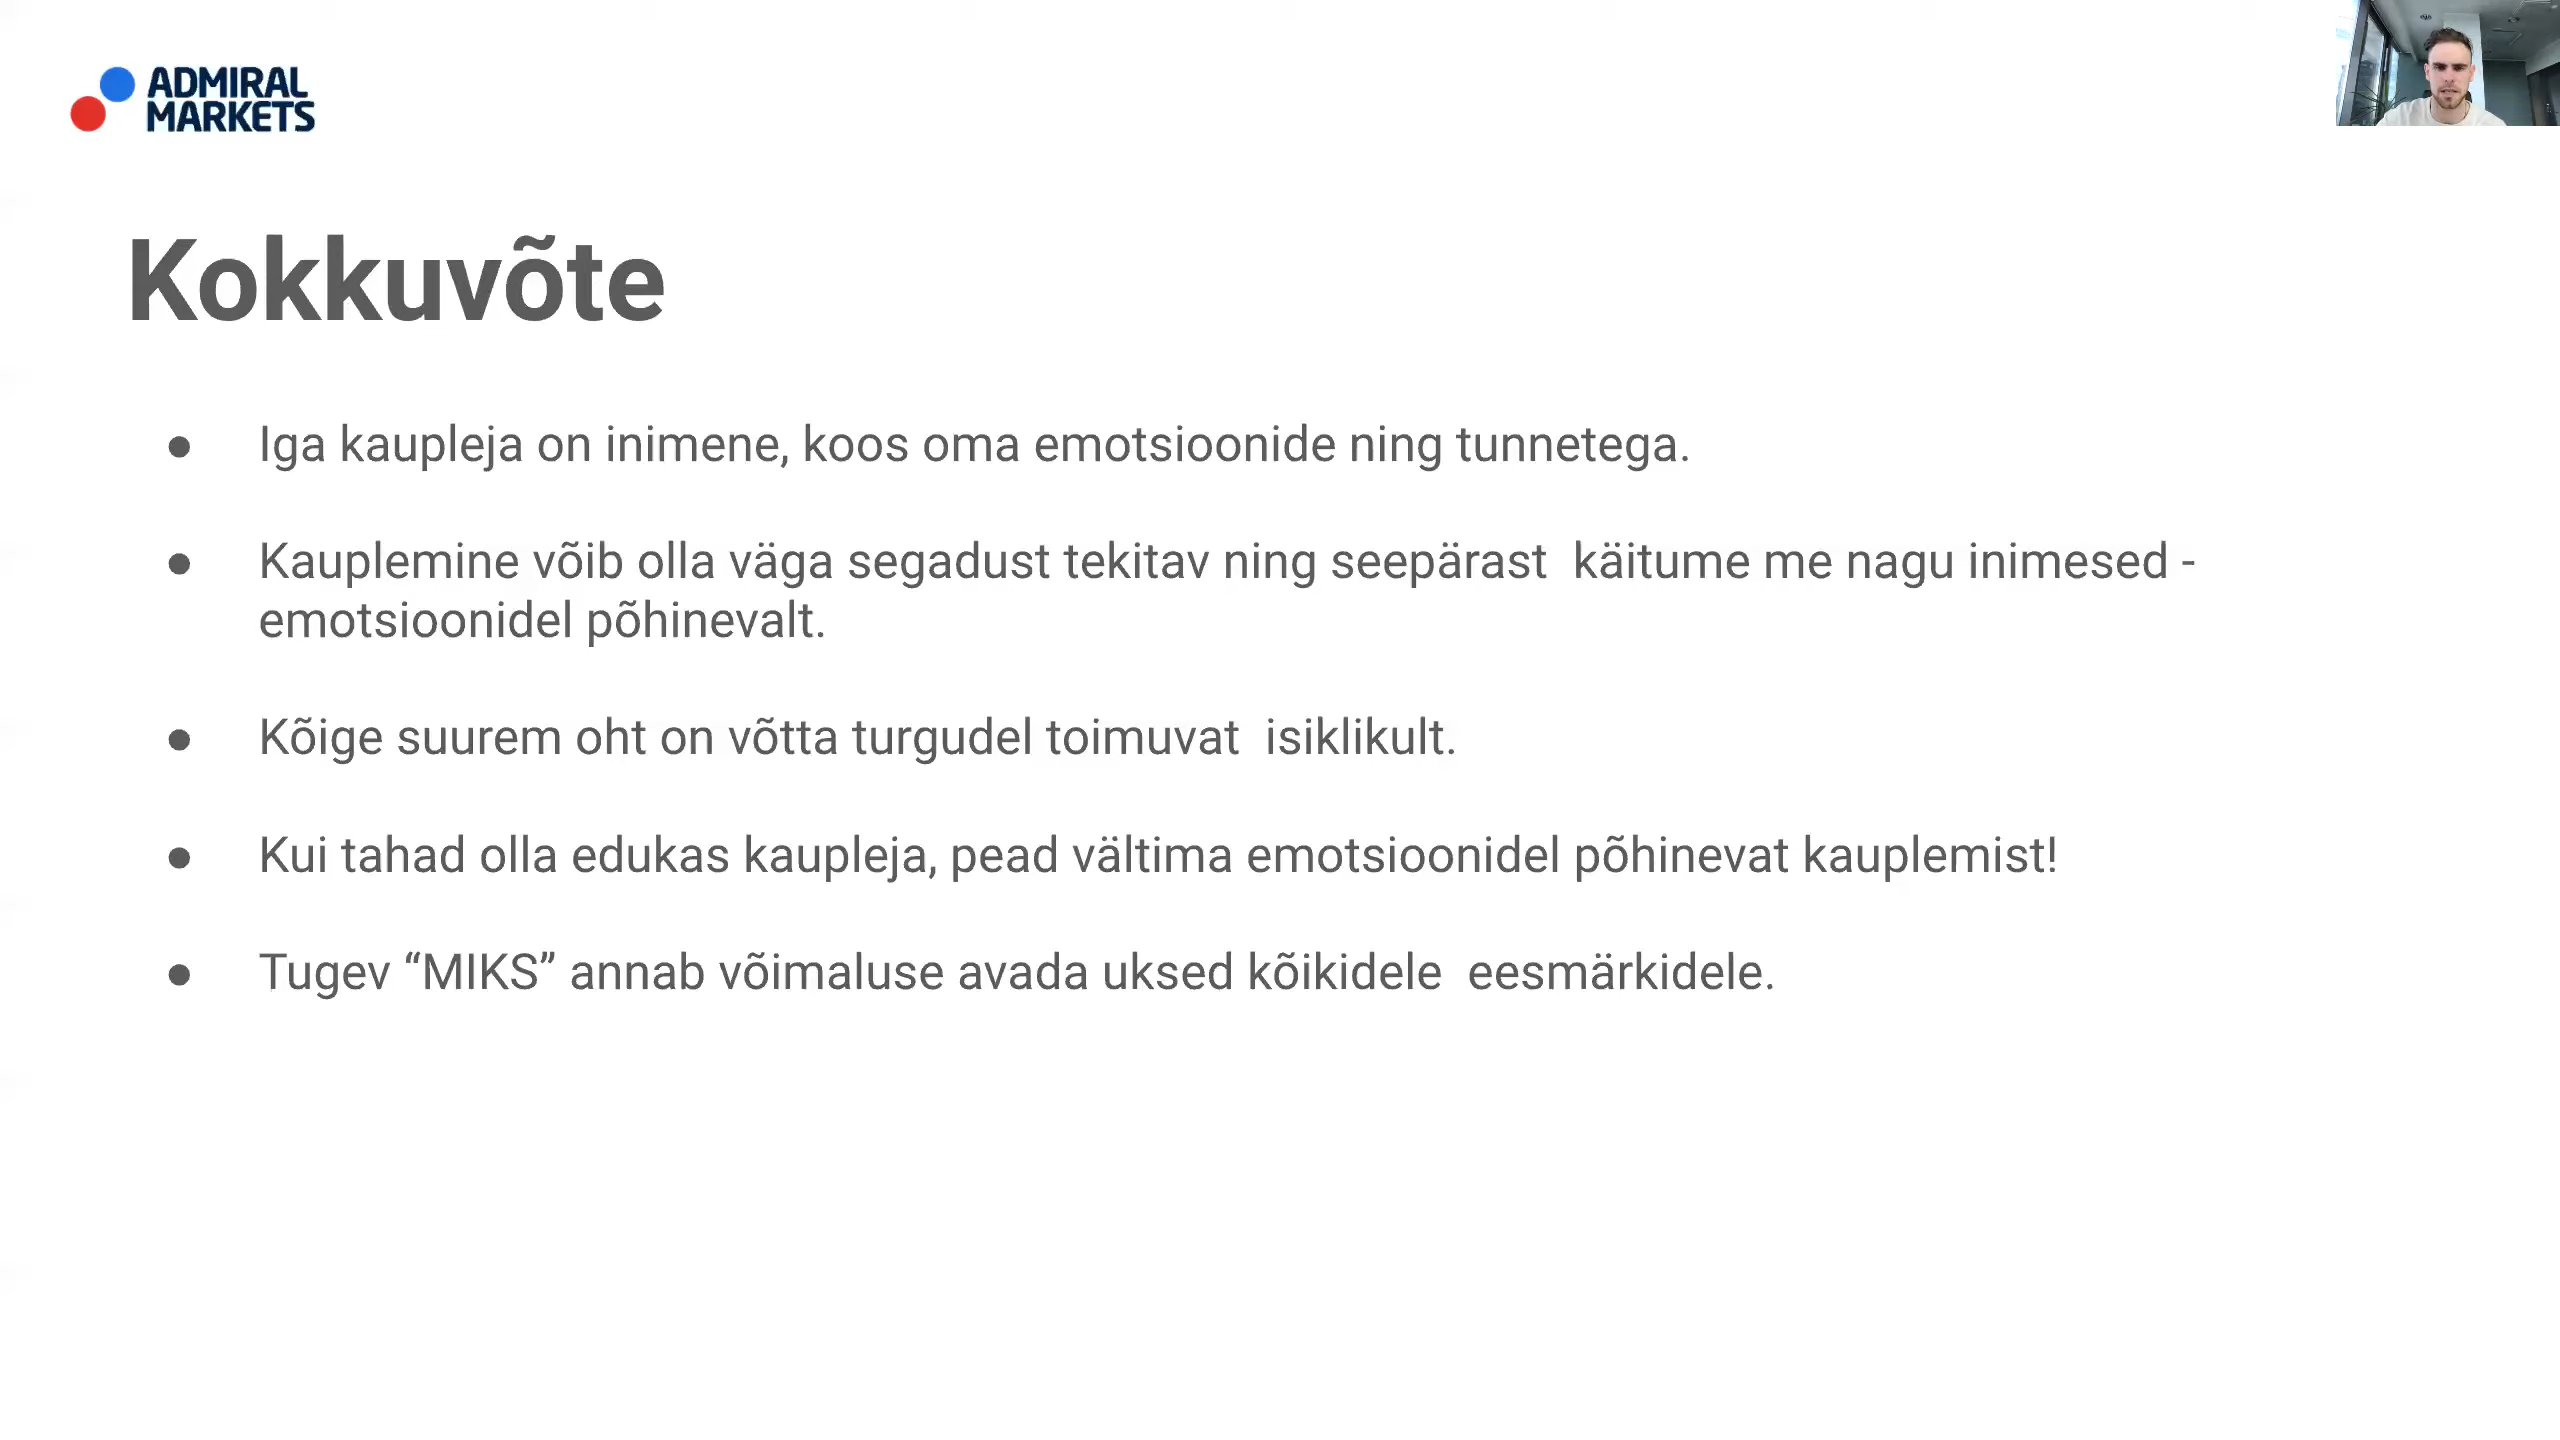 ADMIRAL
MARKETS
Kokkuvõte
● Iga kaupleja on inimene, koos oma emotsioonide ning tunnetega.
● Kauplemine võib olla väga segadust tekitav ning seepärast  käitume me nagu inimesed -
emotsioonidel põhinevalt.
● Kõige suurem oht on võtta turgudel toimuvat  isiklikult.
● Kui tahad olla edukas kaupleja, pead vältima emotsioonidel põhinevat kauplemist!
● Tugev “MIKS” annab võimaluse avada uksed kõikidele  eesmärkidele.